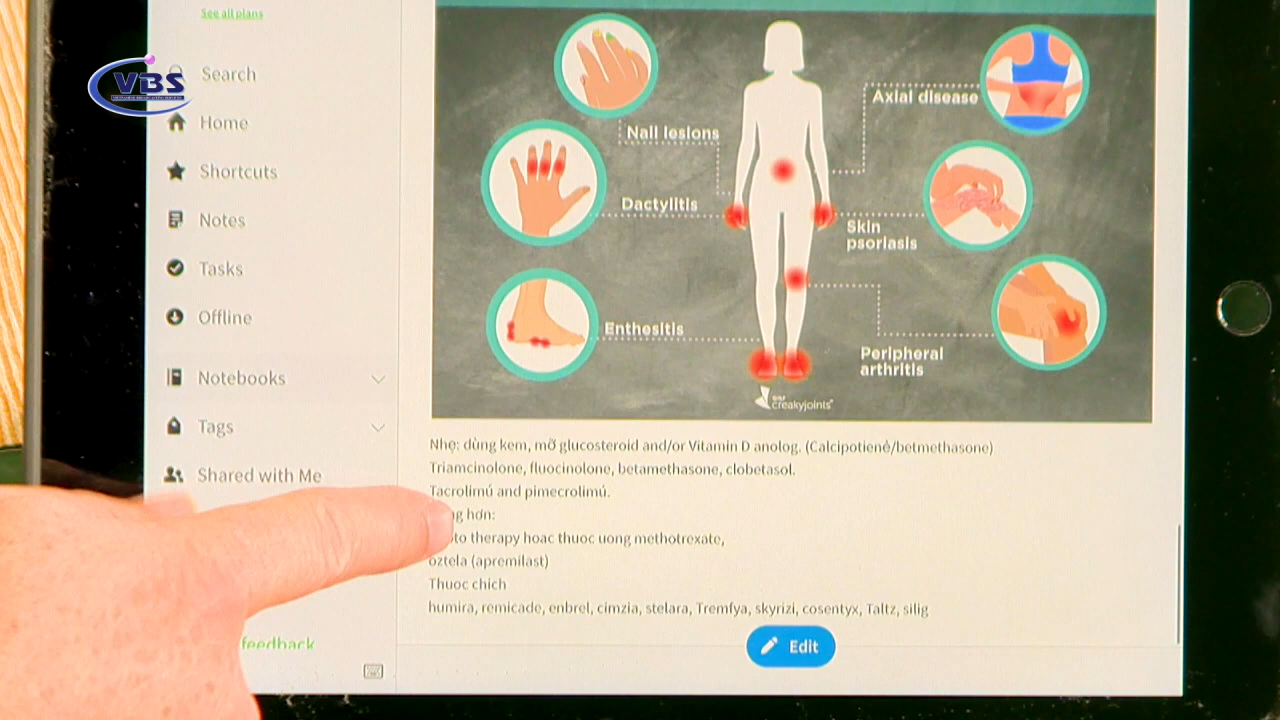 See all plans
VBS
Search
Home
Shortcuts
Notes
Tasks
Offline
Notebooks
Tags
Shared with Me
feedback
Nail lesions
Axial disease
Dactylitis
Skin
psoriasis
Enthesitis
Peripheral
arthritis
creakyjoints
Nhẹ: dùng kem, mỡ glucosteroid and/or Vitamin D anolog. (Calcipotienè/betmethasone)
Triamcinolone, fluocinolone, betamethasone, clobetasol.
Tacrolimú and pimecrolimú.
hơn:
therapy hoac thuoc uong methotrexate,
oztela (apremilast)
Thuoc chich
humira, remicade, enbrel, cimzia, stelara, Tremfya, skyrizi, cosentyx, Taltz, silig
Edit